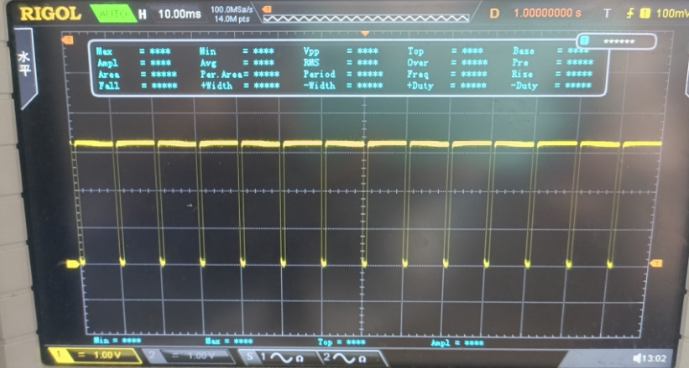 RIGOL H 10.00ms 100.0MSa/s 14.0M pts D 1.00000000 s T 1 100mV
水平
Max = **** Min = **** Vpp = **** Top = **** Base = ****
Ampl = **** Avg = **** RMS = **** Over = ***** Pre = *****
Area = ***** Per.Area= ***** Period = ***** Freq = ***** Rise = *****
Fall = ***** +Width = ***** -Width = ***** +Duty = ***** -Duty = *****
******
Min = **** Max = **** Top = **** Ampl = ****
1 = 1.00 V 2 = 1.00 V S 1 Ω 2 Ω 13:02